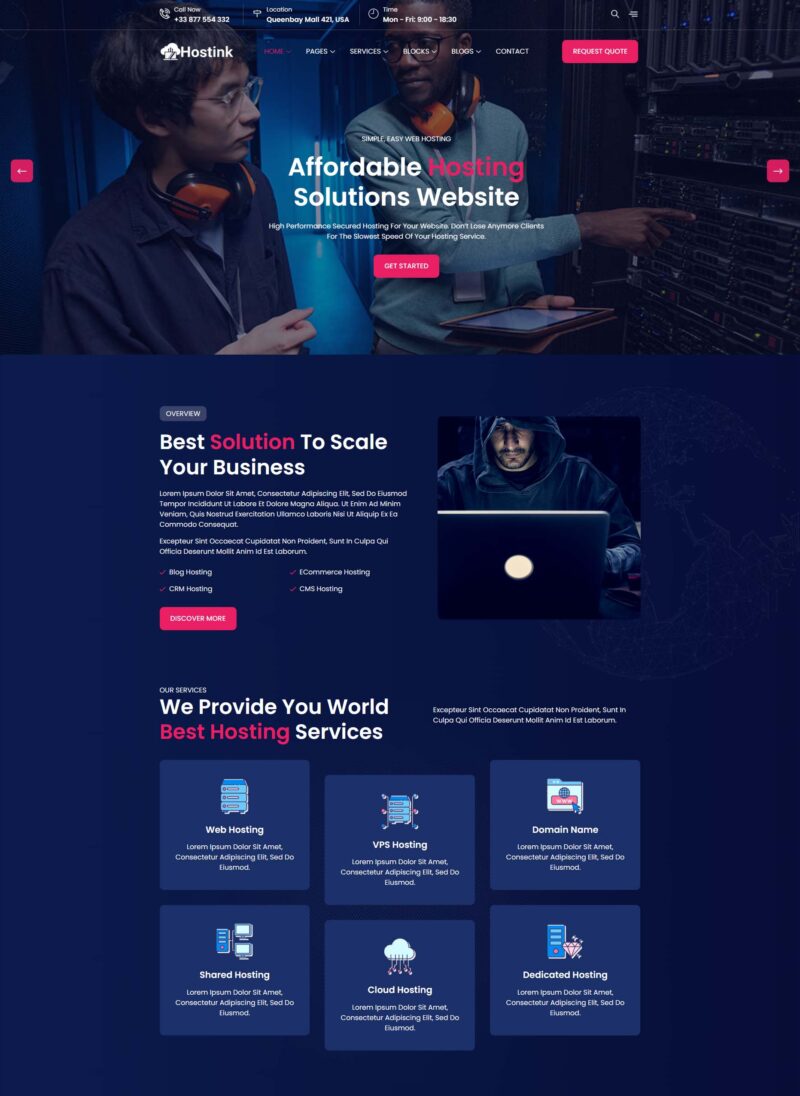 Call Now
+33 877 554 332
Location
Queenbay Mall 421, USA
Time
Mon - Fri: 9:00 - 18:30
Hostink
HOME
PAGES
SERVICES
BLOCKS
BLOGS
CONTACT
REQUEST QUOTE
SIMPLE, EASY WEB HOSTING
Affordable Hosting
Solutions Website
High Performance Secured Hosting For Your Website. Don't Lose Anymore Clients
For The Slowest Speed Of Your Hosting Service.
GET STARTED
OVERVIEW
Best Solution To Scale
Your Business
Lorem Ipsum Dolor Sit Amet, Consectetur Adipiscing Elit, Sed Do Eiusmod
Tempor Incididunt Ut Labore Et Dolore Magna Aliqua. Ut Enim Ad Minim
Veniam, Quis Nostrud Exercitation Ullamco Laboris Nisi Ut Aliquip Ex Ea
Commodo Consequat.
Excepteur Sint Occaecat Cupidatat Non Proident, Sunt In Culpa Qui
Officia Deserunt Mollit Anim Id Est Laborum.
Blog Hosting
ECommerce Hosting
CRM Hosting
CMS Hosting
DISCOVER MORE
OUR SERVICES
We Provide You World
Best Hosting Services
Excepteur Sint Occaecat Cupidatat Non Proident, Sunt In
Culpa Qui Officia Deserunt Mollit Anim Id Est Laborum.
Web Hosting
Lorem Ipsum Dolor Sit Amet,
Consectetur Adipiscing Elit, Sed Do
Eiusmod.
VPS Hosting
Lorem Ipsum Dolor Sit Amet,
Consectetur Adipiscing Elit, Sed Do
Eiusmod.
WWW
Domain Name
Lorem Ipsum Dolor Sit Amet,
Consectetur Adipiscing Elit, Sed Do
Eiusmod.
Shared Hosting
Lorem Ipsum Dolor Sit Amet,
Consectetur Adipiscing Elit, Sed Do
Eiusmod.
Cloud Hosting
Lorem Ipsum Dolor Sit Amet,
Consectetur Adipiscing Elit, Sed Do
Eiusmod.
Dedicated Hosting
Lorem Ipsum Dolor Sit Amet,
Consectetur Adipiscing Elit, Sed Do
Eiusmod.